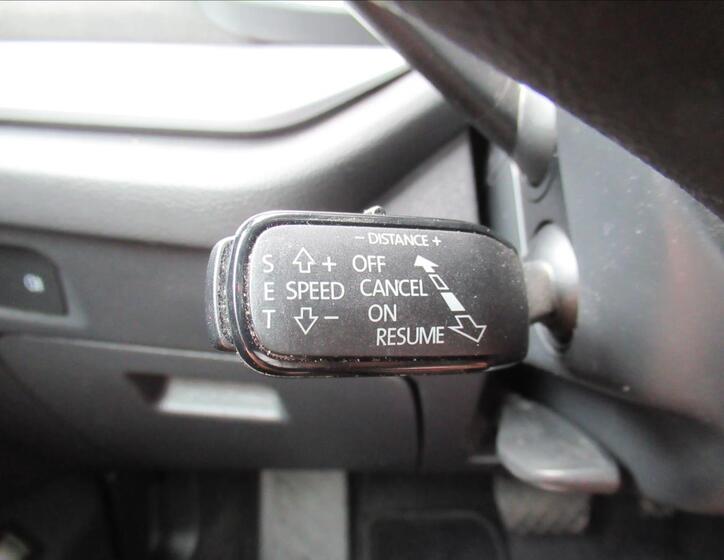 − DISTANCE +
S + OFF
E SPEED CANCEL
T − ON
RESUME